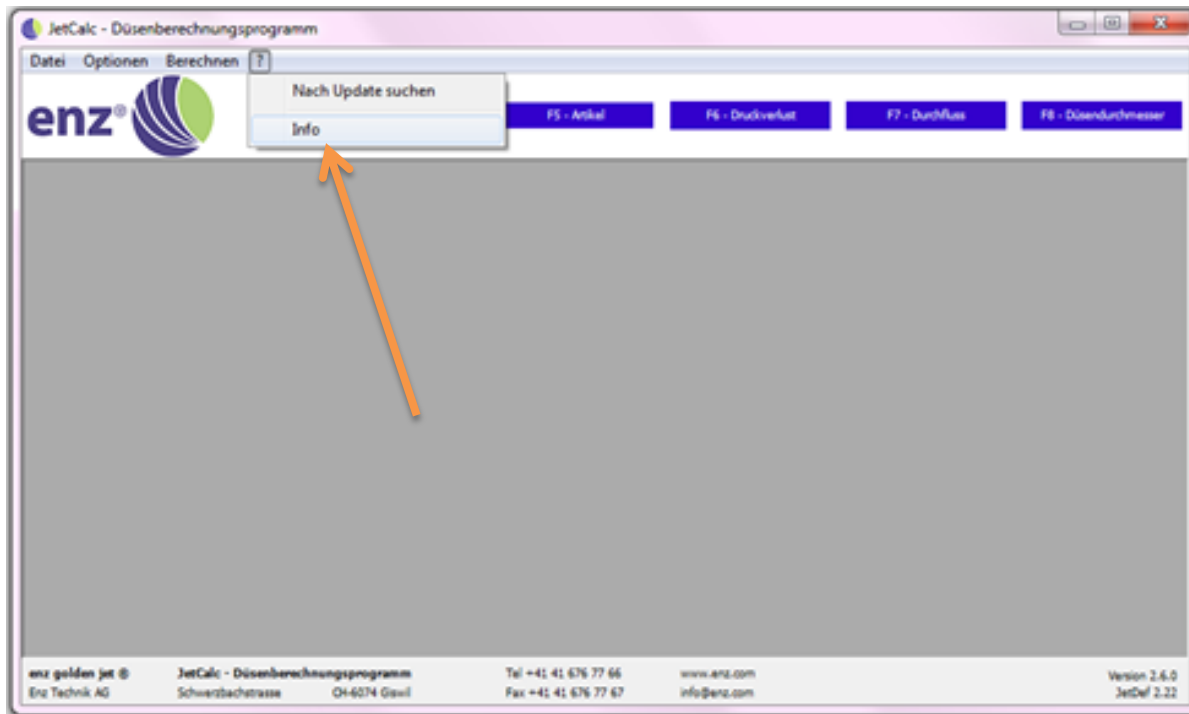 JetCalc - Düsenberechnungsprogramm
Datei Optionen Berechnen ?
Nach Update suchen
Info
enz®
F5 - Artikel
F6 - Druckverlust
F7 - Durchfluss
F8 - Düsendurchmesser
enz golden jet ®
Enz Technik AG
JetCalc - Düsenberechnungsprogramm
Schwerzbachstrasse CH-6074 Giswil
Tel +41 41 676 77 66
Fax +41 41 676 77 67
www.enz.com
info@enz.com
Version 2.6.0
JetDef 2.22